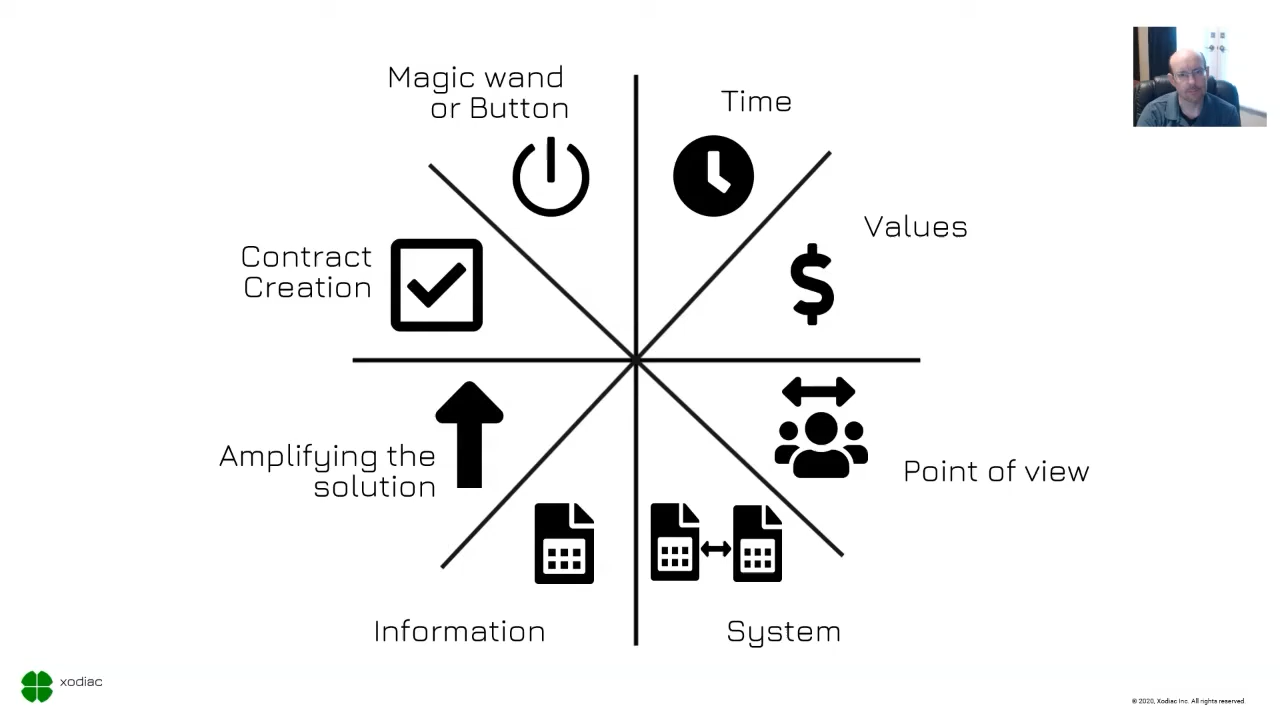 Magic wand
or Button
Time
Values
Contract
Creation
Amplifying the
solution
Point of view
Information
System
xodiac
© 2020, Xodiac Inc. All rights reserved.